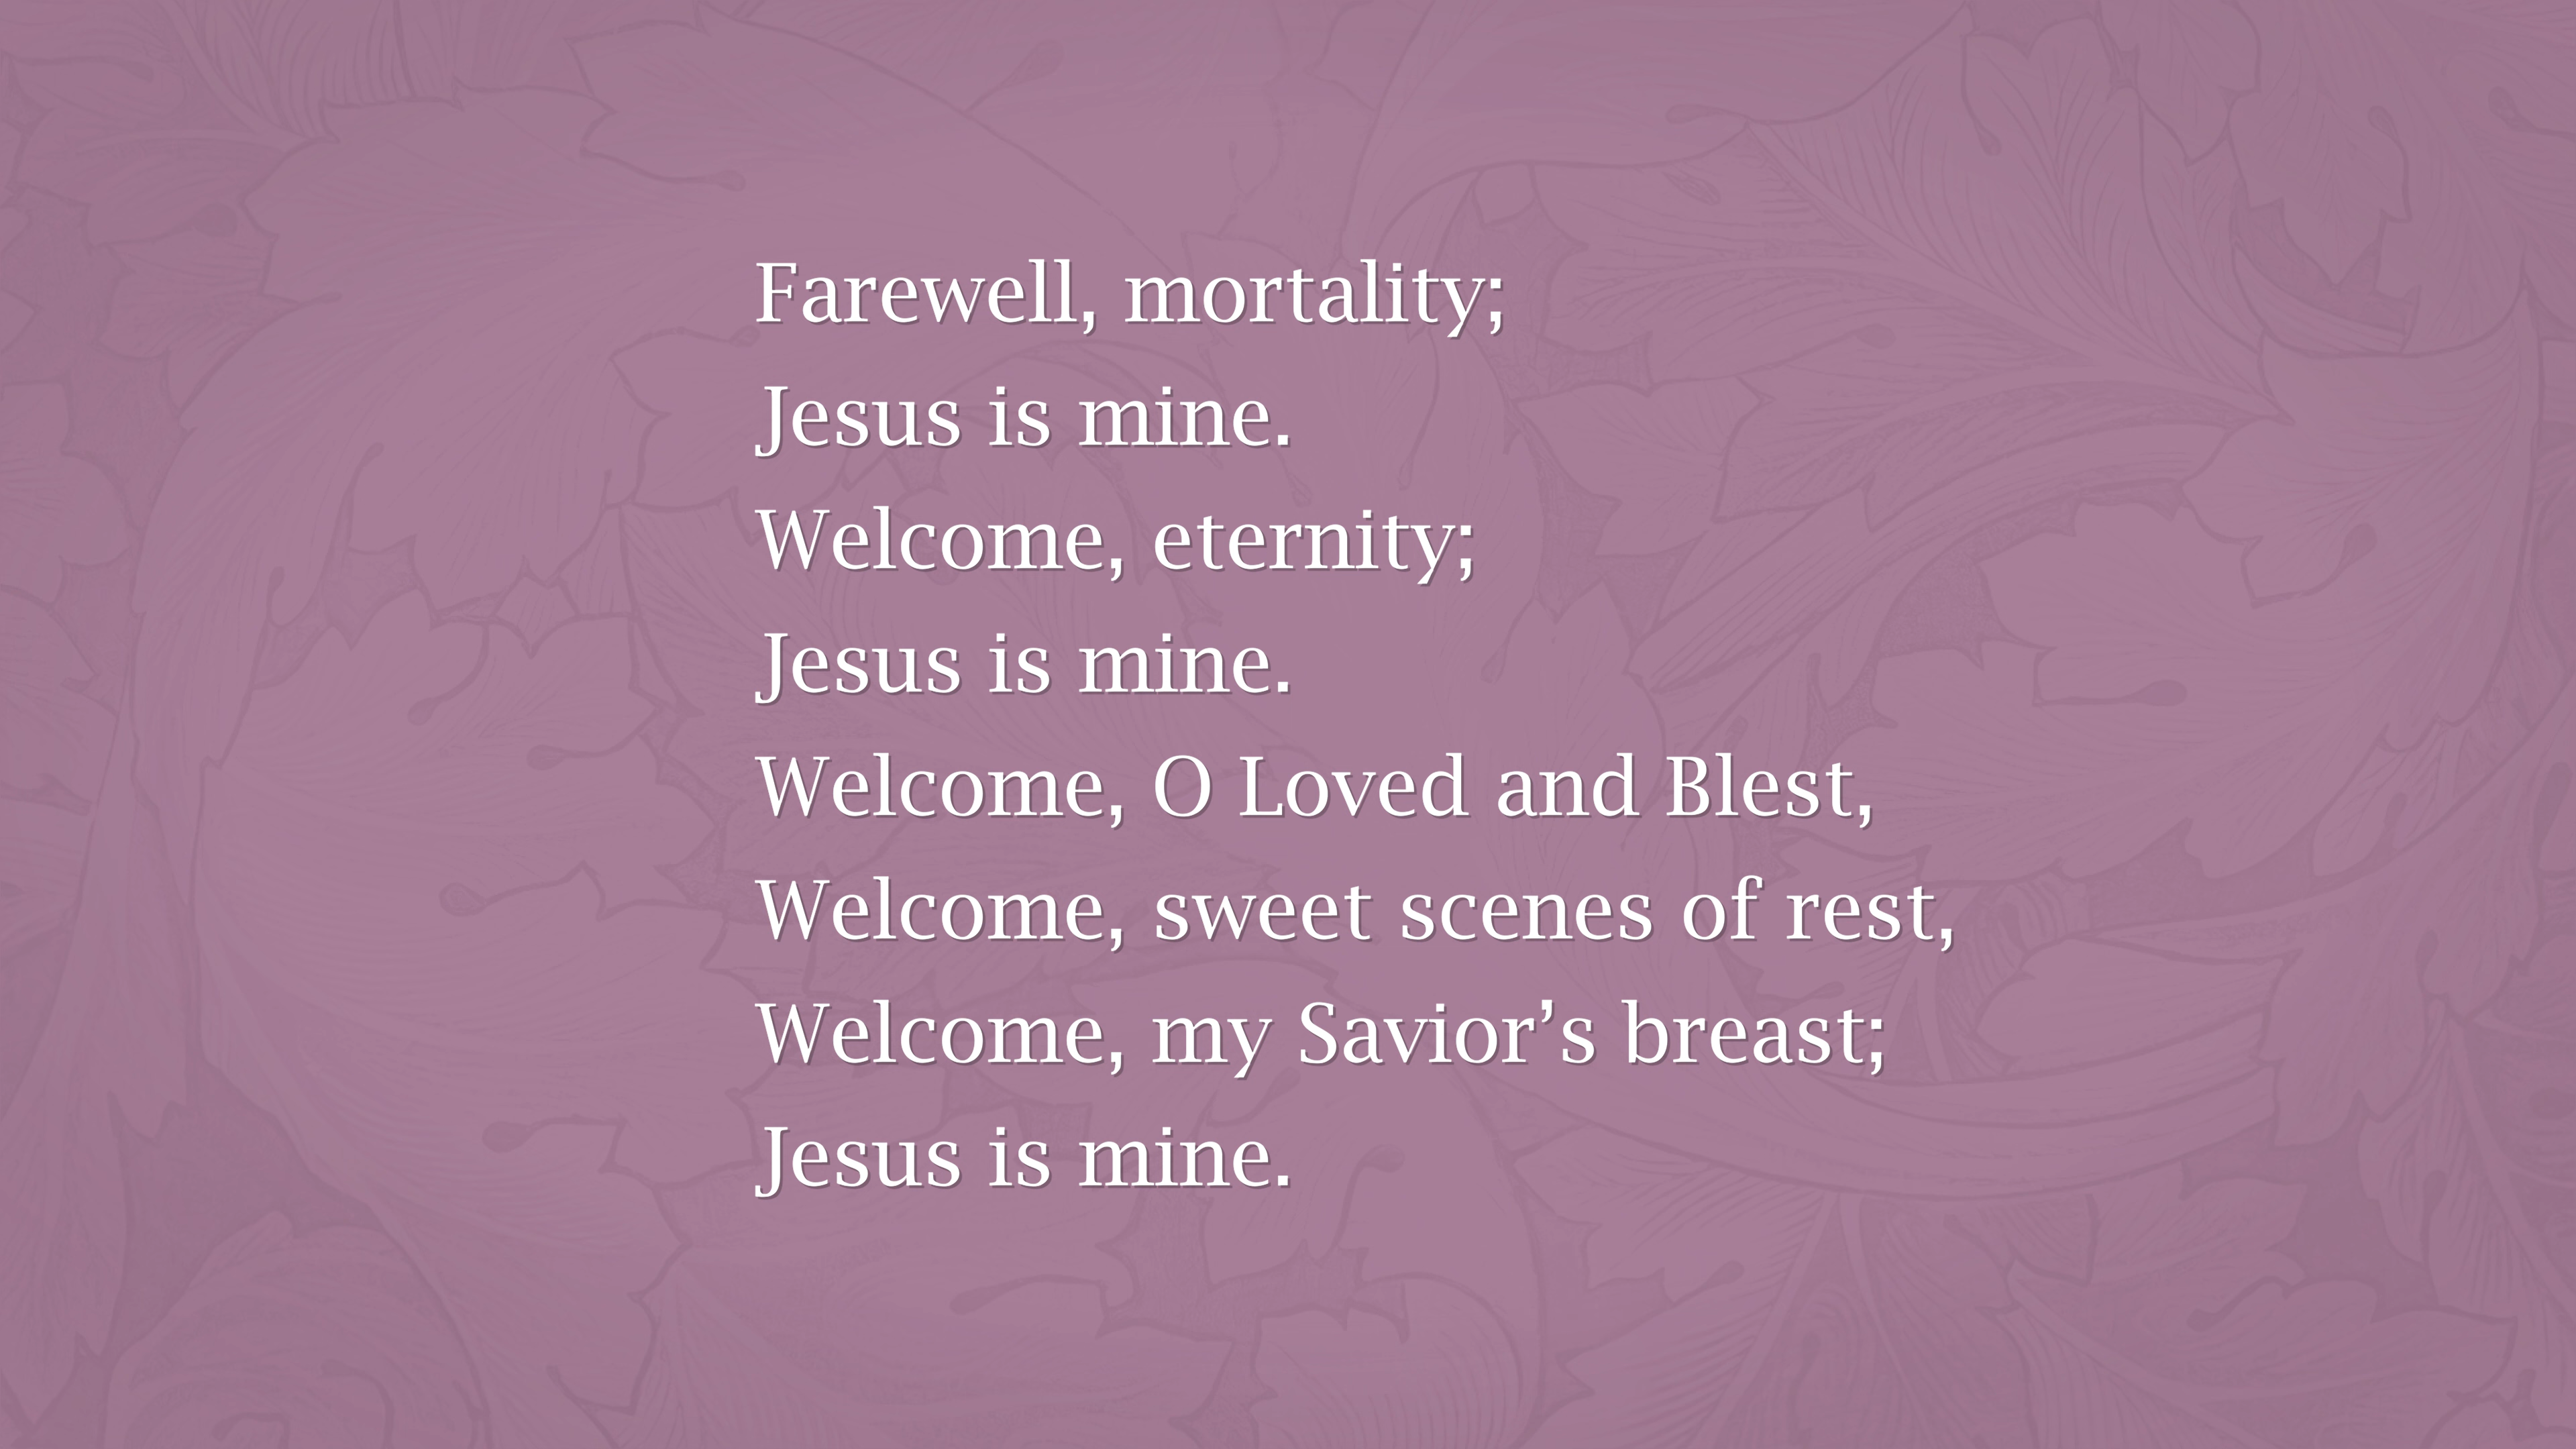 Farewell, mortality;
Jesus is mine.
Welcome, eternity;
Jesus is mine.
Welcome, O Loved and Blest,
Welcome, sweet scenes of rest,
Welcome, my Savior’s breast;
Jesus is mine.